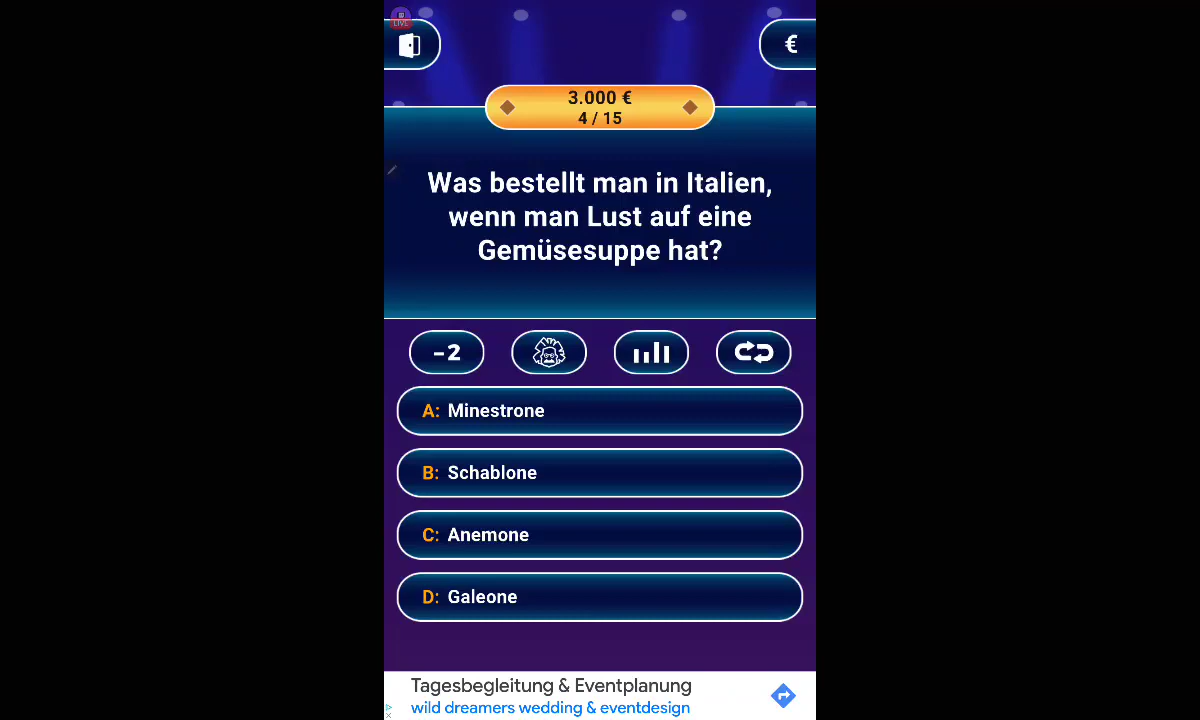 LIVE
€
3.000 €
4 / 15
Was bestellt man in Italien,
wenn man Lust auf eine
Gemüsesuppe hat?
-2
A: Minestrone
B: Schablone
C: Anemone
D: Galeone
Tagesbegleitung & Eventplanung
wild dreamers wedding & eventdesign